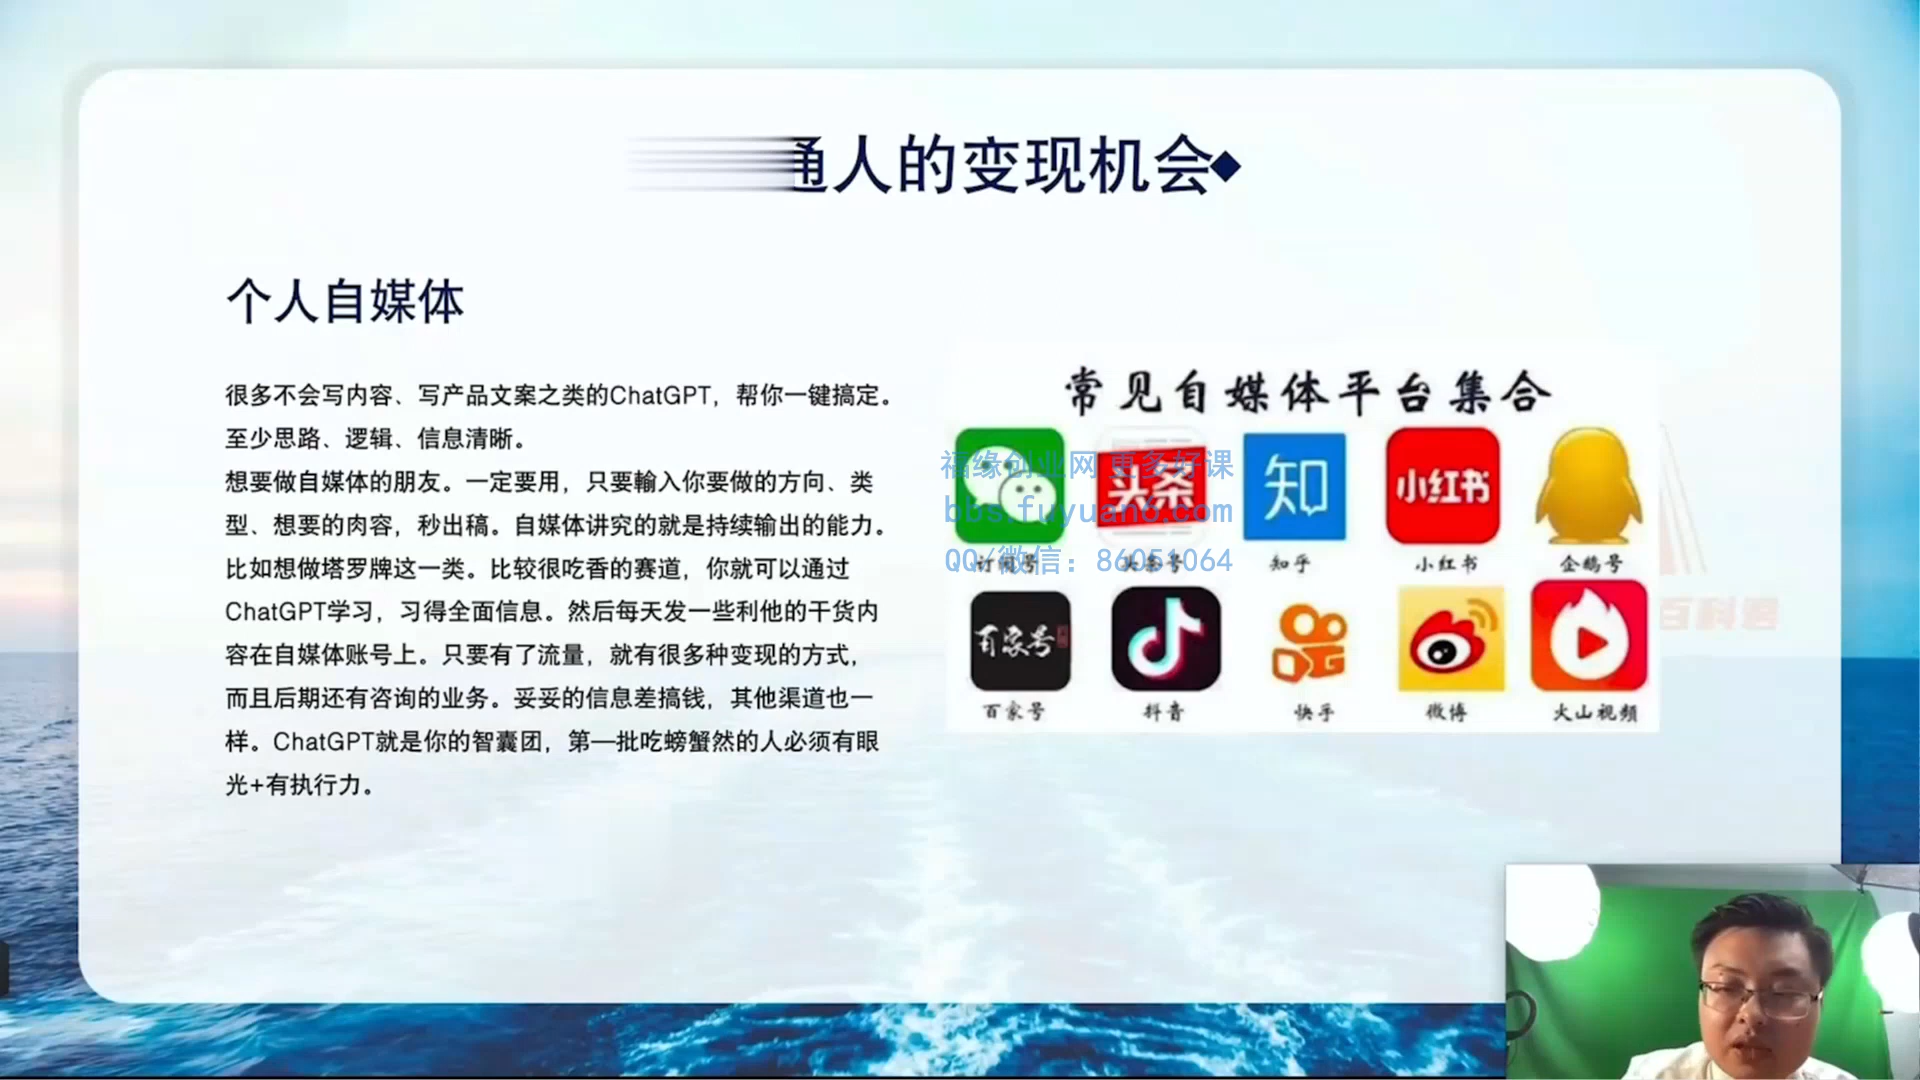 通人的变现机会
个人自媒体
很多不会写内容、写产品文案之类的ChatGPT，帮你一键搞定。
至少思路、逻辑、信息清晰。
想要做自媒体的朋友。一定要用，只要輸入你要做的方向、类
型、想要的肉容，秒出稿。自媒体讲究的就是持续输出的能力。
比如想做塔罗牌这一类。比较很吃香的赛道，你就可以通过
ChatGPT学习，习得全面信息。然后每天发一些利他的干货内
容在自媒体账号上。只要有了流量，就有很多种变现的方式，
而且后期还有咨询的业务。妥妥的信息差搞钱，其他渠道也一
样。ChatGPT就是你的智囊团，第—批吃螃蟹然的人必须有眼
光+有执行力。
常见自媒体平台集合
福缘创业网 更多好课
bbs.fuyuan6.com
QQ/微信：86051064
头条
知
小红书
订阅号
头条号
知乎
小红书
企鹅号
百家号
百家号
抖音
快手
微博
火山视频